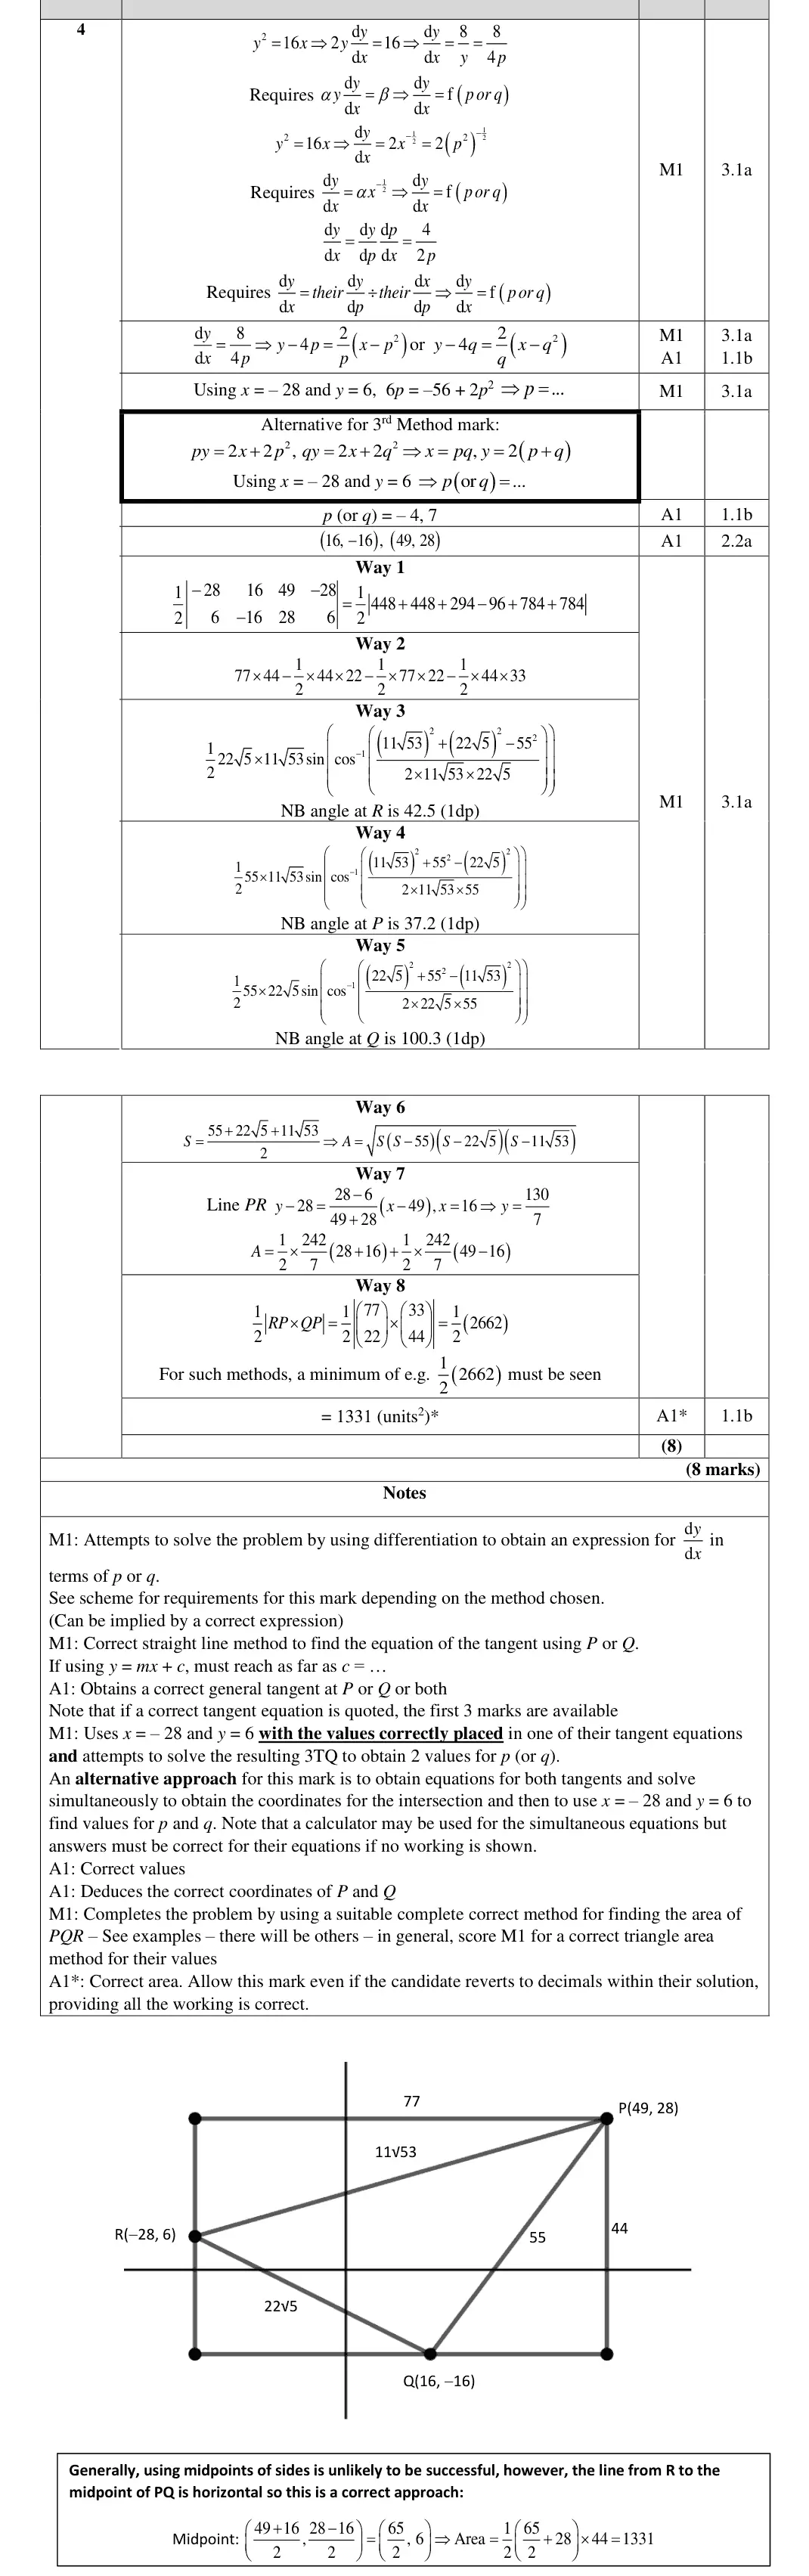 4
y² = 16x ⇒ 2y dy/dx = 16 ⇒ dy/dx = 8/y = 8/4p
Requires αy dy/dx = β ⇒ dy/dx = f(p or q)
y² = 16x ⇒ dy/dx = 2x^(-1/2) = 2(p²)^(-1/2)
Requires dy/dx = αx^(-1/2) ⇒ dy/dx = f(p or q)
dy/dx = dy/dp dp/dx = 4/2p
Requires dy/dx = their dy/dp ÷ their dx/dp ⇒ dy/dx = f(p or q)
M1 3.1a
dy/dx = 8/4p ⇒ y − 4p = 2/p (x − p²) or y − 4q = 2/q (x − q²)
M1 3.1a
A1 1.1b
Using x = – 28 and y = 6, 6p = –56 + 2p² ⇒ p = ...
M1 3.1a
Alternative for 3rd Method mark:
py = 2x + 2p², qy = 2x + 2q² ⇒ x = pq, y = 2(p + q)
Using x = – 28 and y = 6 ⇒ p(or q) = ...
p (or q) = – 4, 7 A1 1.1b
(16, −16), (49, 28) A1 2.2a
Way 1
1/2 |−28 16 49 −28| = 1/2 |448 + 448 + 294 − 96 + 784 + 784|
6 −16 28 6
Way 2
77×44 − 1/2 ×44×22 − 1/2 ×77×22 − 1/2 ×44×33
Way 3
1/2 22√5 ×11√53 sin(cos⁻¹(((11√53)² + (22√5)² − 55²) / (2×11√53×22√5)))
NB angle at R is 42.5 (1dp)
M1 3.1a
Way 4
1/2 55×11√53 sin(cos⁻¹(((11√53)² + 55² − (22√5)²) / (2×11√53×55)))
NB angle at P is 37.2 (1dp)
Way 5
1/2 55×22√5 sin(cos⁻¹(((22√5)² + 55² − (11√53)²) / (2×22√5×55)))
NB angle at Q is 100.3 (1dp)
Way 6
S = (55 + 22√5 + 11√53)/2 ⇒ A = √(S(S − 55)(S − 22√5)(S − 11√53))
Way 7
Line PR y − 28 = (28 − 6)/(49 + 28) (x − 49), x = 16 ⇒ y = 130/7
A = 1/2 × 242/7 (28 + 16) + 1/2 × 242/7 (49 − 16)
Way 8
1/2 |RP × QP| = 1/2 |(77 22) × (33 44)| = 1/2 (2662)
For such methods, a minimum of e.g. 1/2 (2662) must be seen
= 1331 (units²)* A1* 1.1b
(8)
(8 marks)
Notes
M1: Attempts to solve the problem by using differentiation to obtain an expression for dy/dx in
terms of p or q.
See scheme for requirements for this mark depending on the method chosen.
(Can be implied by a correct expression)
M1: Correct straight line method to find the equation of the tangent using P or Q.
If using y = mx + c, must reach as far as c = …
A1: Obtains a correct general tangent at P or Q or both
Note that if a correct tangent equation is quoted, the first 3 marks are available
M1: Uses x = – 28 and y = 6 with the values correctly placed in one of their tangent equations
and attempts to solve the resulting 3TQ to obtain 2 values for p (or q).
An alternative approach for this mark is to obtain equations for both tangents and solve
simultaneously to obtain the coordinates for the intersection and then to use x = – 28 and y = 6 to
find values for p and q. Note that a calculator may be used for the simultaneous equations but
answers must be correct for their equations if no working is shown.
A1: Correct values
A1: Deduces the correct coordinates of P and Q
M1: Completes the problem by using a suitable complete correct method for finding the area of
PQR – See examples – there will be others – in general, score M1 for a correct triangle area
method for their values
A1*: Correct area. Allow this mark even if the candidate reverts to decimals within their solution,
providing all the working is correct.
77
P(49, 28)
11√53
R(−28, 6)
55
44
22√5
Q(16, −16)
Generally, using midpoints of sides is unlikely to be successful, however, the line from R to the
midpoint of PQ is horizontal so this is a correct approach:
Midpoint: ((49 + 16)/2, (28 − 16)/2) = (65/2, 6) ⇒ Area = 1/2 (65/2 + 28) × 44 = 1331